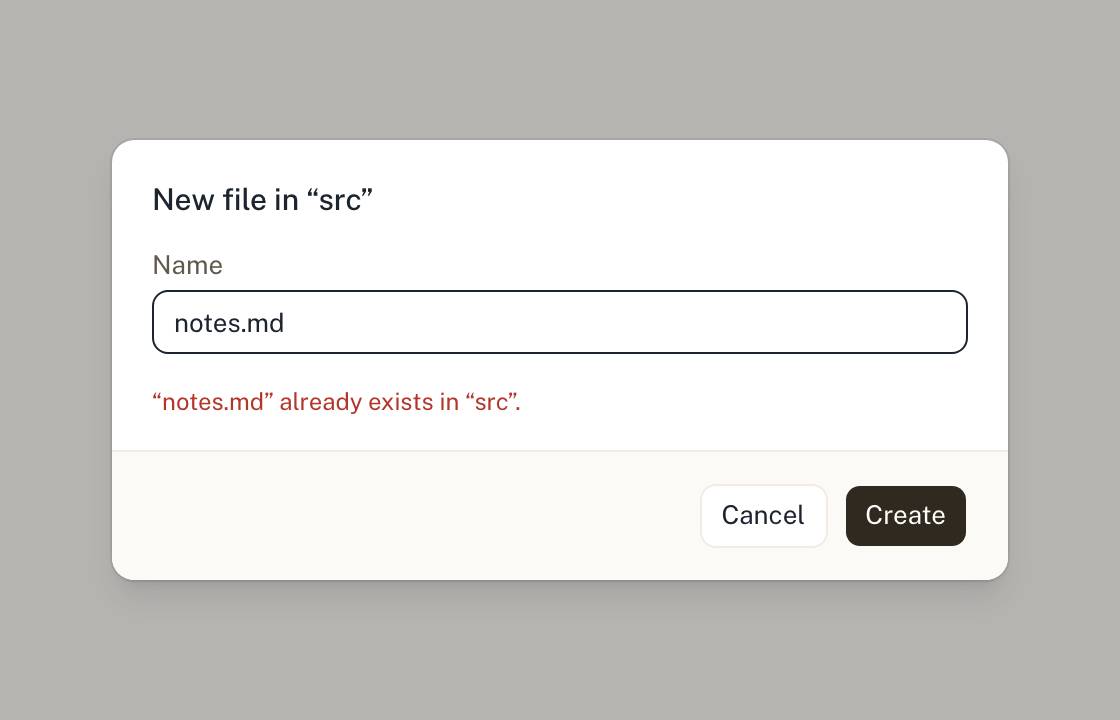 New file in “src”
Name
notes.md
“notes.md” already exists in “src”.
Cancel
Create